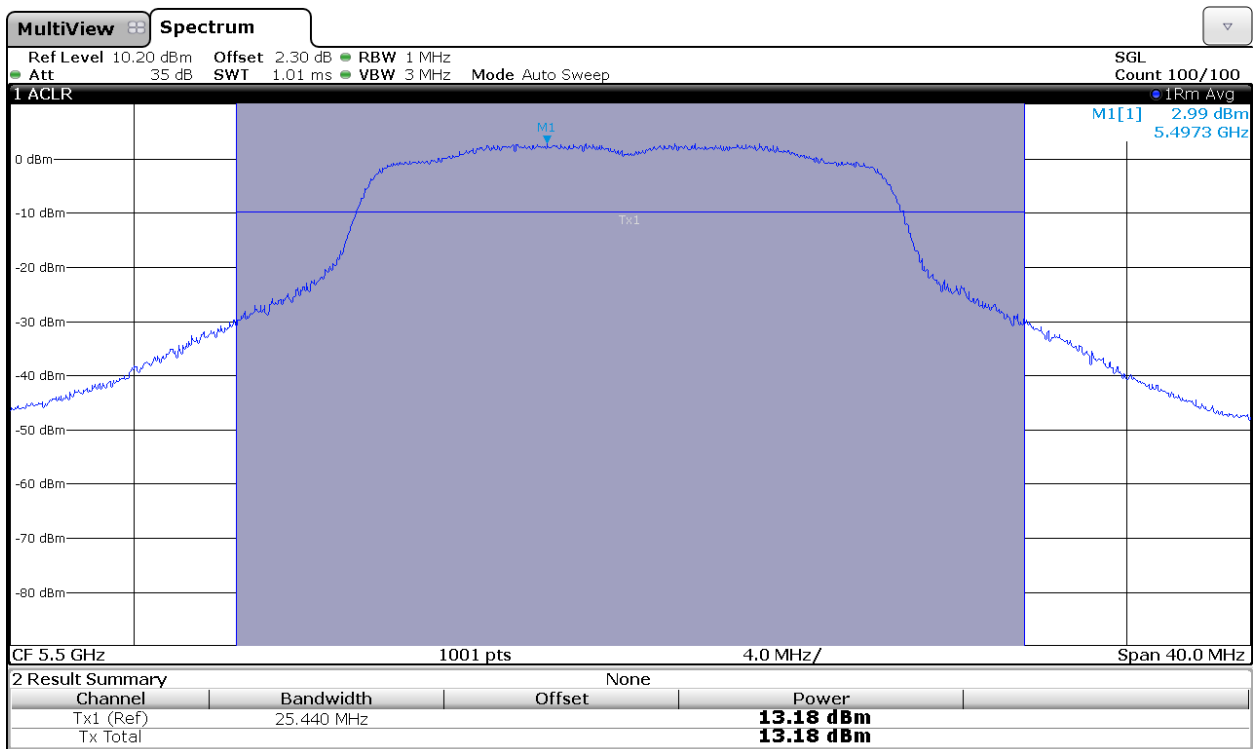 MultiView Spectrum
Ref Level 10.20 dBm Offset 2.30 dB RBW 1 MHz SGL
Att 35 dB SWT 1.01 ms VBW 3 MHz Mode Auto Sweep Count 100/100
1 ACLR 1Rm Avg
M1[1] 2.99 dBm
5.4973 GHz
M1
0 dBm
-10 dBm
Tx1
-20 dBm
-30 dBm
-40 dBm
-50 dBm
-60 dBm
-70 dBm
-80 dBm
CF 5.5 GHz 1001 pts 4.0 MHz/ Span 40.0 MHz
2 Result Summary None
Channel Bandwidth Offset Power
Tx1 (Ref) 25.440 MHz 13.18 dBm
Tx Total 13.18 dBm